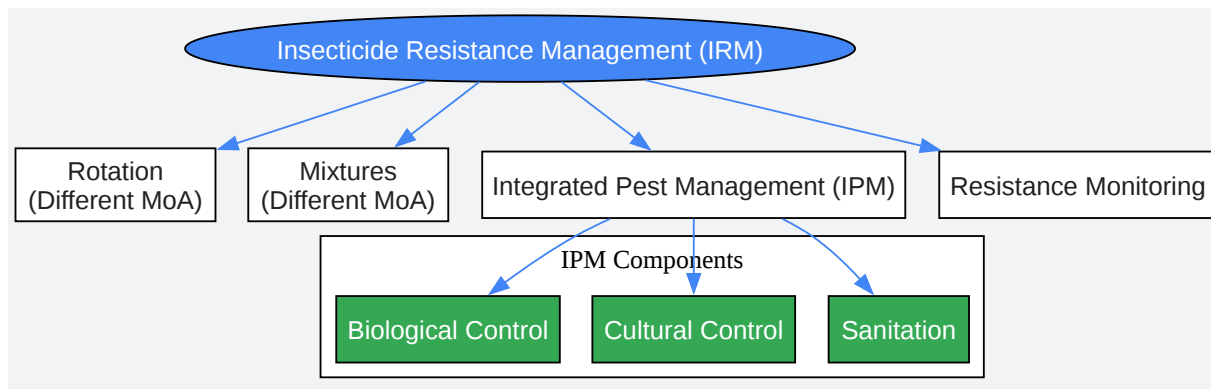 Insecticide Resistance Management (IRM)
Rotation
(Different MoA)
Mixtures
(Different MoA)
Integrated Pest Management (IPM)
Resistance Monitoring
IPM Components
Biological Control
Cultural Control
Sanitation